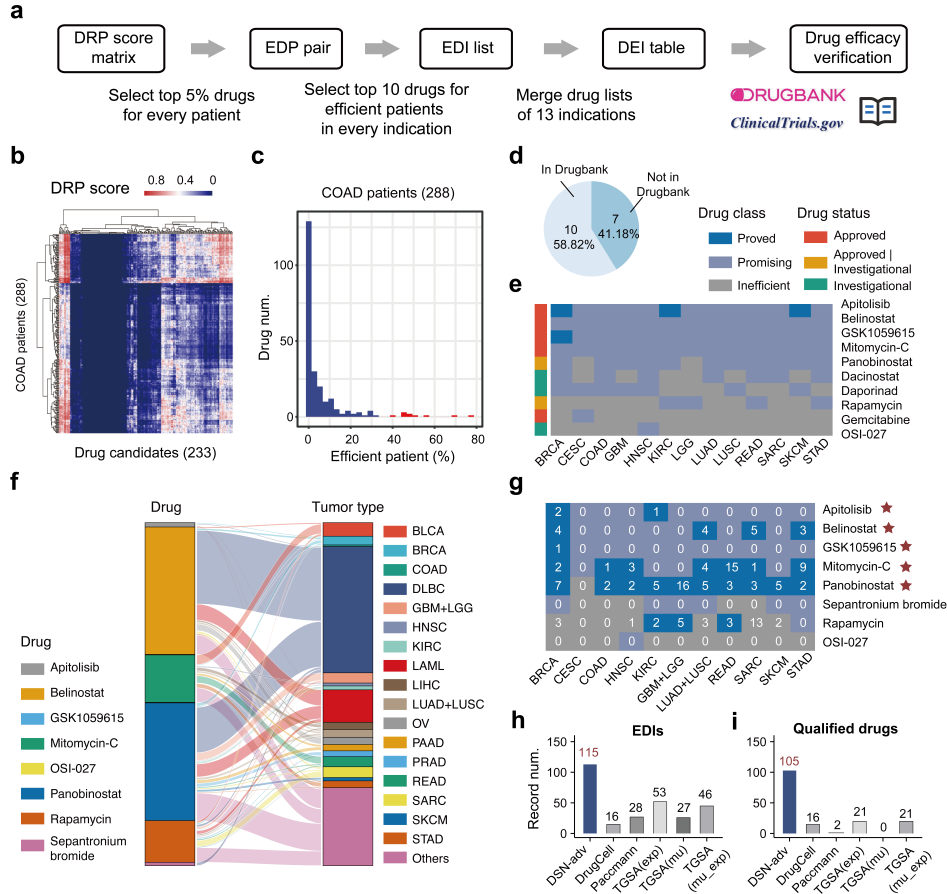 a
DRP score
matrix
EDP pair
EDI list
DEI table
Drug efficacy
verification
Select top 5% drugs
for every patient
Select top 10 drugs for
efficient patients
in every indication
Merge drug lists
of 13 indications
DRUGBANK
ClinicalTrials.gov
b
DRP score
0.8 0.4 0
COAD patients (288)
Drug candidates (233)
c
COAD patients (288)
Drug num.
100
50
0
0 20 40 60 80
Efficient patient (%)
d
In Drugbank
Not in
Drugbank
10
58.82%
7
41.18%
Drug class
Proved
Promising
Inefficient
Drug status
Approved
Approved |
Investigational
Investigational
e
Apitolisib
Belinostat
GSK1059615
Mitomycin-C
Panobinostat
Dacinostat
Daporinad
Rapamycin
Gemcitabine
OSI-027
BRCA CESC COAD GBM HNSC KIRC LGG LUAD LUSC READ SARC SKCM STAD
f
Drug
Tumor type
Drug
Apitolisib
Belinostat
GSK1059615
Mitomycin-C
OSI-027
Panobinostat
Rapamycin
Sepantronium
bromide
BLCA
BRCA
COAD
DLBC
GBM+LGG
HNSC
KIRC
LAML
LIHC
LUAD+LUSC
OV
PAAD
PRAD
READ
SARC
SKCM
STAD
Others
g
2 0 0 0 1 0 0 0 0 0 0 Apitolisib
4 0 0 0 0 0 4 0 5 0 3 Belinostat
1 0 0 0 0 0 0 0 0 0 0 GSK1059615
2 0 1 3 0 0 4 15 1 0 9 Mitomycin-C
7 0 2 2 5 16 5 3 3 5 2 Panobinostat
0 0 0 0 0 0 0 0 0 0 0 Sepantronium bromide
3 0 0 1 2 5 3 3 13 2 0 Rapamycin
0 0 0 0 0 0 0 0 0 0 0 OSI-027
BRCA CESC COAD HNSC KIRC GBM+LGG LUAD+LUSC READ SARC SKCM STAD
h
EDIs
Record num.
150
100
50
0
115 16 28 53 27 46
DSN-adv DrugCell Paccmann TGSA(exp) TGSA(mu) TGSA
(mu_exp)
i
Qualified drugs
150
100
50
0
105 16 2 21 0 21
DSN-adv DrugCell Paccmann TGSA(exp) TGSA(mu) TGSA
(mu_exp)